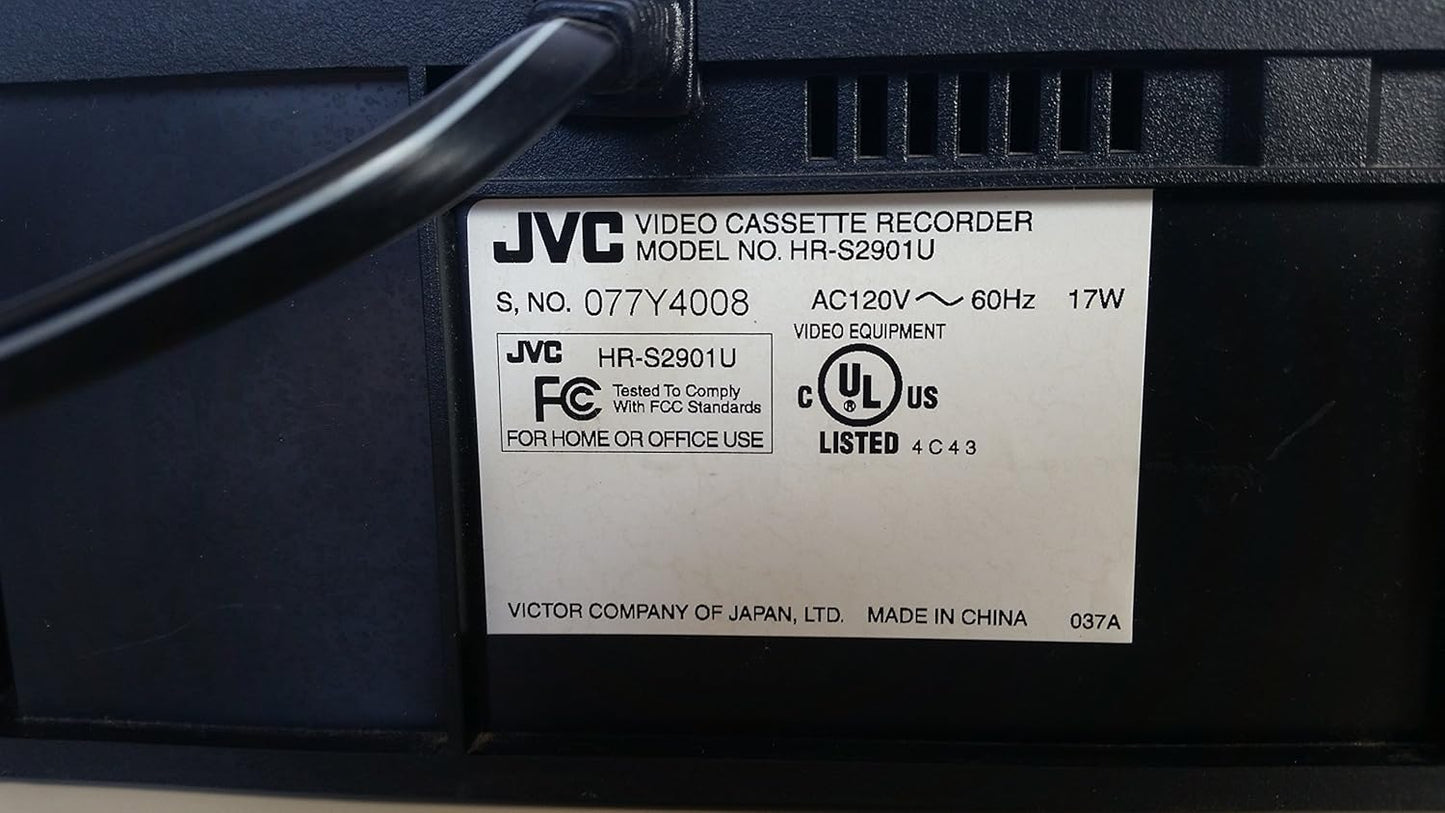 JVC VIDEO CASSETTE RECORDER
MODEL NO. HR-S2901U
S, NO. 077Y4008 AC120V ～ 60Hz 17W
VIDEO EQUIPMENT
JVC HR-S2901U
FC Tested To Comply
With FCC Standards
FOR HOME OR OFFICE USE
C UL ® US
LISTED 4C43
VICTOR COMPANY OF JAPAN, LTD. MADE IN CHINA 037A